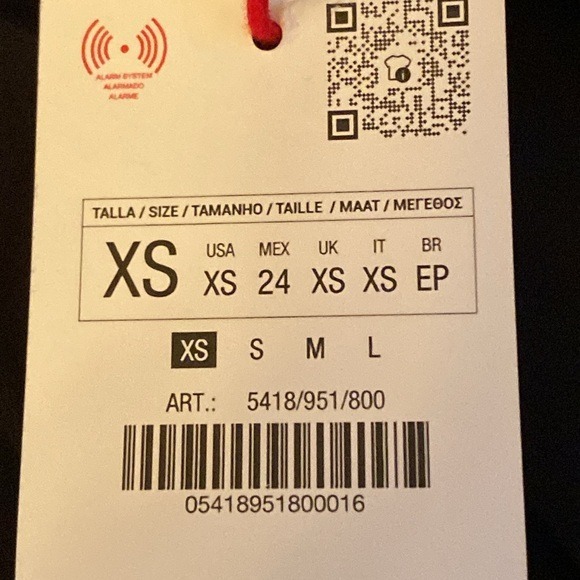 ALARM SYSTEM
ALARMADO
ALARME
TALLA / SIZE / TAMANHO / TAILLE / MAAT / ΜΕΓΕΘΟΣ
XS
USA MEX UK IT BR
XS 24 XS XS EP
XS S M L
ART.: 5418/951/800
05418951800016